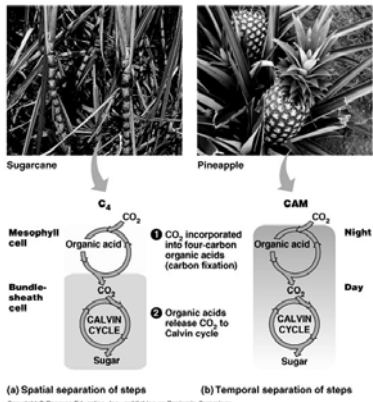 Sugarcane
Pineapple
C4
CAM
CO2
Mesophyll
cell
Organic acid
1 CO2 incorporated
into four-carbon
organic acids
(carbon fixation)
CO2
Organic acid
Night
Bundle-
sheath
cell
CO2
CALVIN
CYCLE
Sugar
2 Organic acids
release CO2 to
Calvin cycle
CO2
Day
CALVIN
CYCLE
Sugar
(a) Spatial separation of steps
(b) Temporal separation of steps